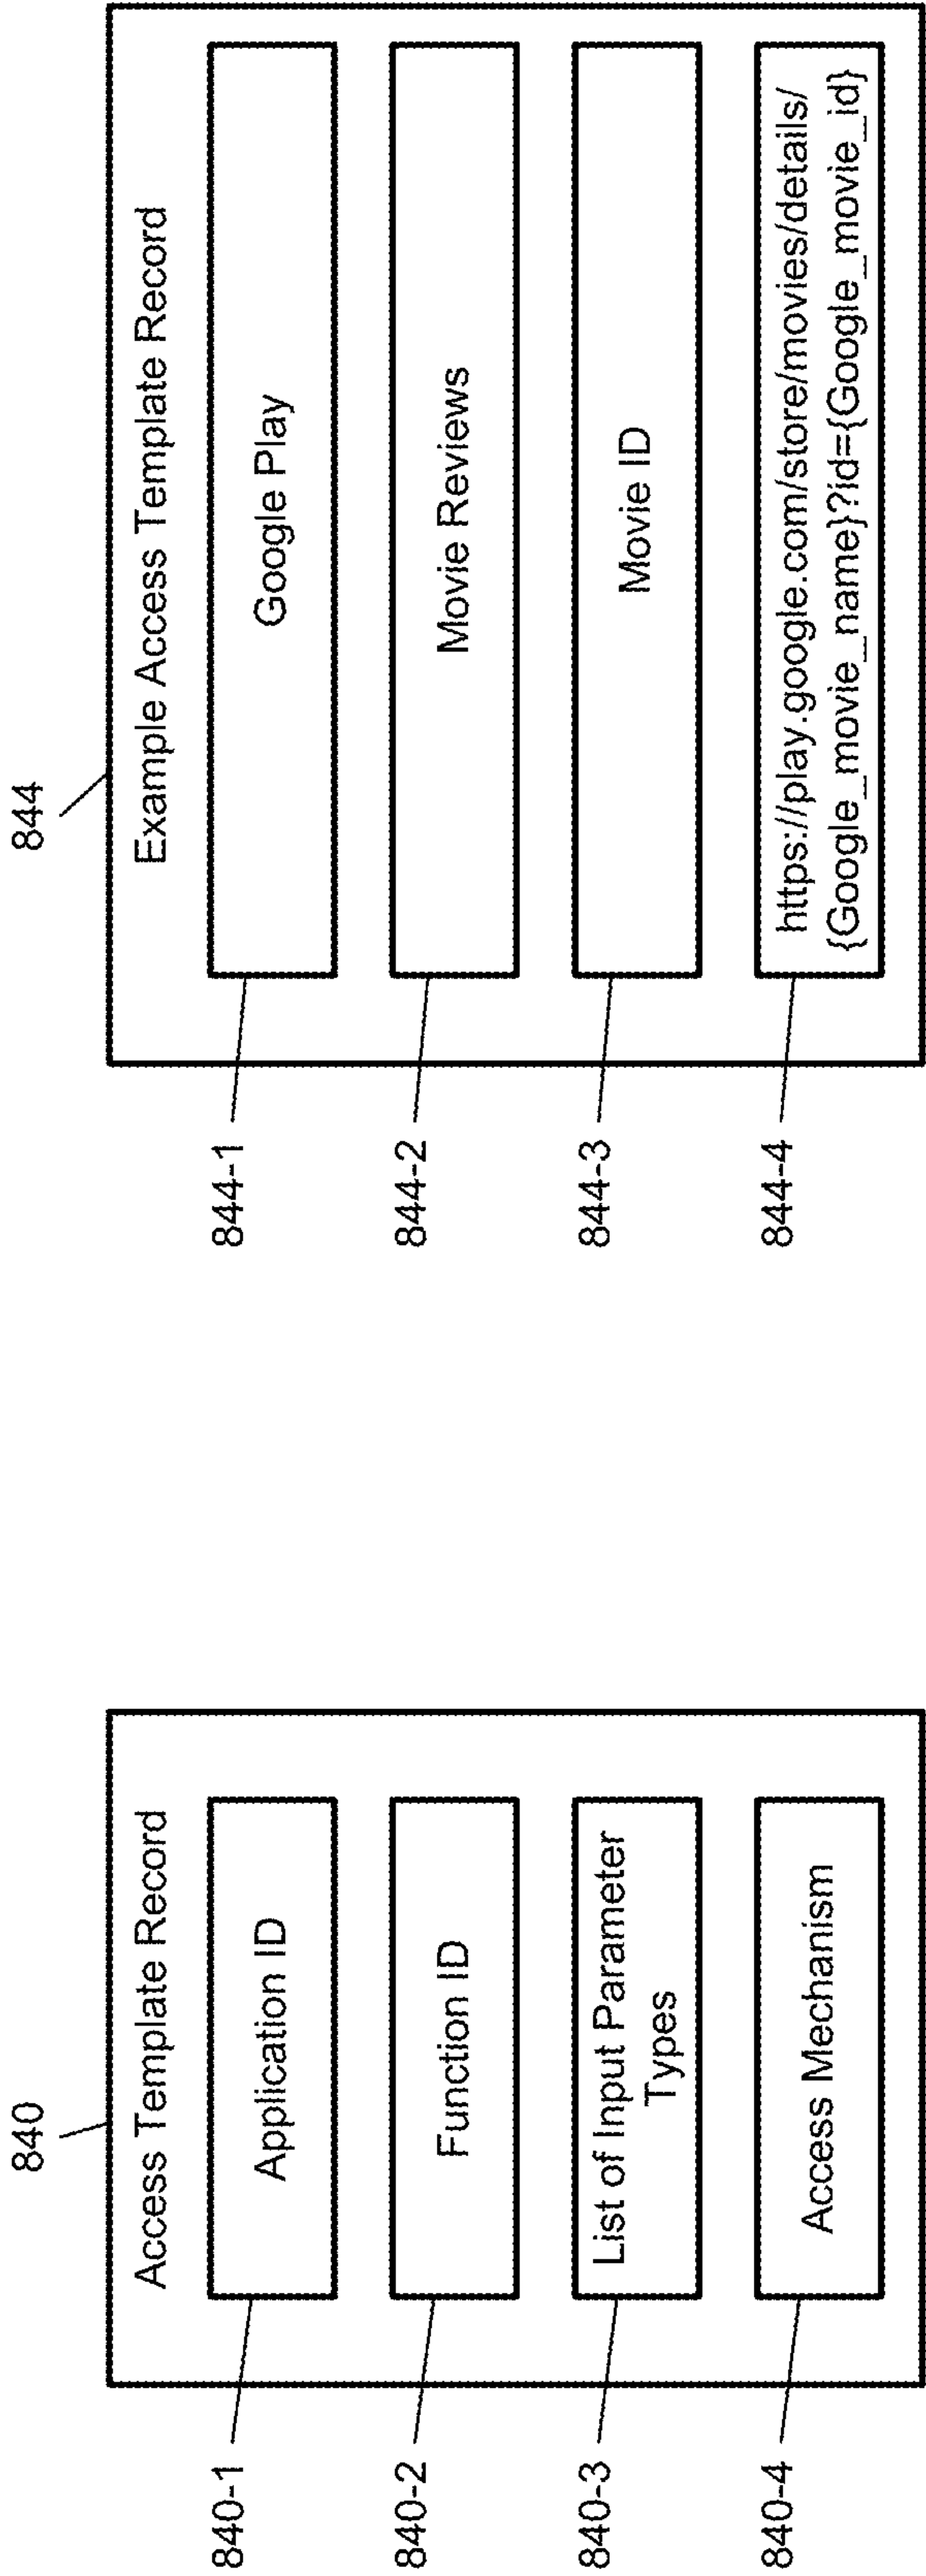 840
Access Template Record
840-1
Application ID
840-2
Function ID
840-3
List of Input Parameter
Types
840-4
Access Mechanism
844
Example Access Template Record
844-1
Google Play
844-2
Movie Reviews
844-3
Movie ID
844-4
https://play.google.com/store/movies/details/
{Google_movie_name}?id={Google_movie_id}